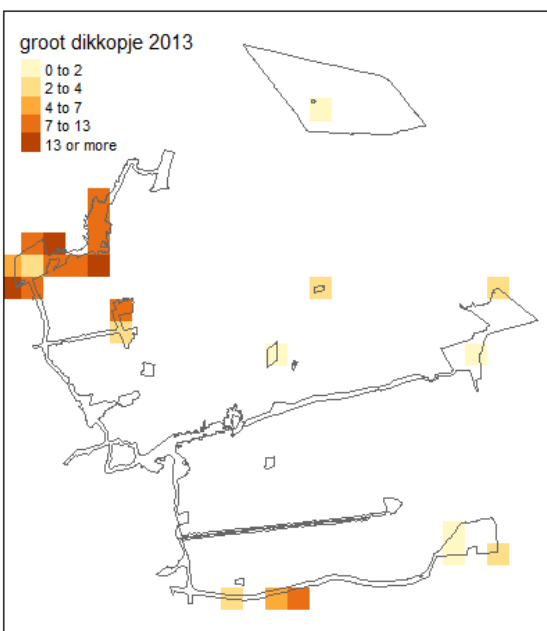 groot dikkopje 2013
0 to 2
2 to 4
4 to 7
7 to 13
13 or more